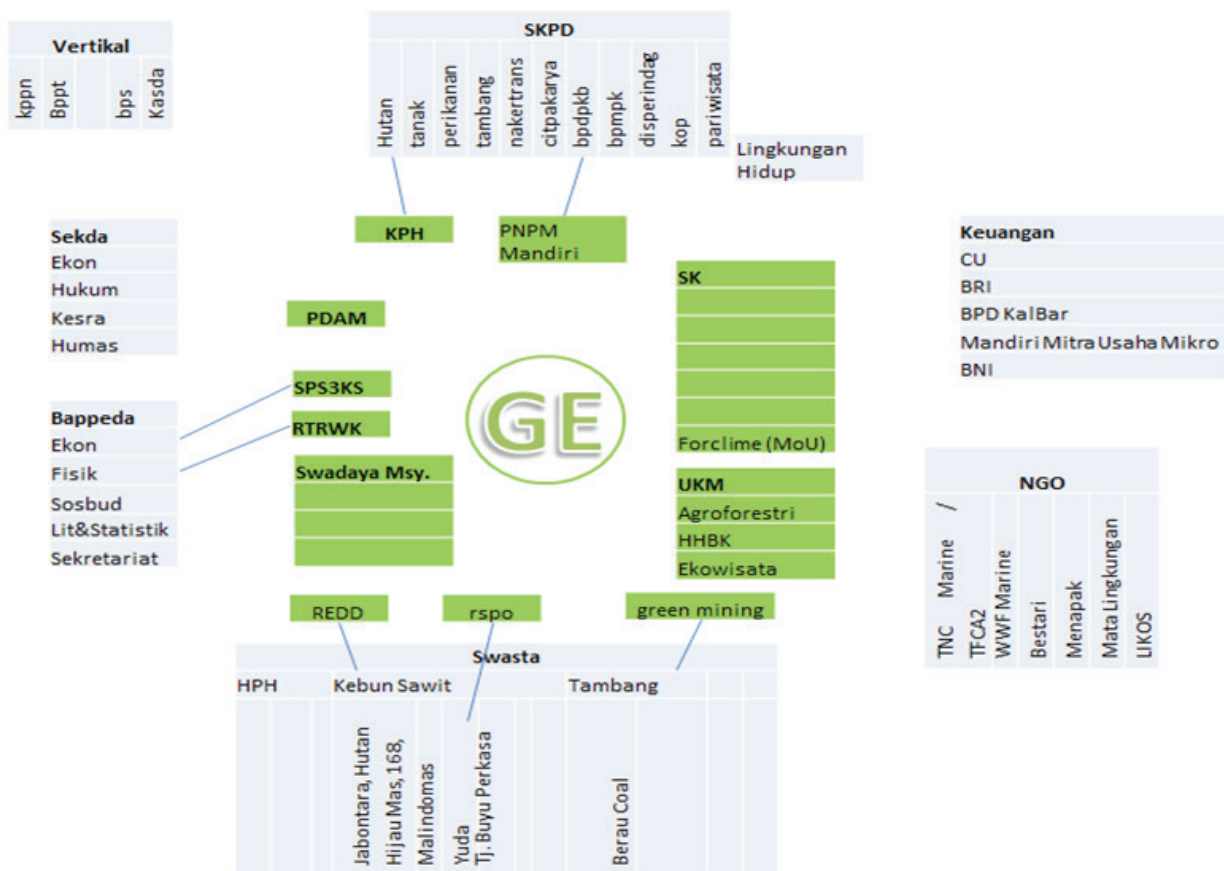 Vertikal
kppn
Bppt
bps
Kasda
SKPD
Hutan
tanak
perikanan
tambang
nakertrans
citpakarya
bpdpkb
bpmpk
disperindag
kop
pariwisata
Lingkungan
Hidup
KPH
PNPM
Mandiri
Sekda
Ekon
Hukum
Kesra
Humas
PDAM
SK
Forclime (MoU)
Keuangan
CU
BRI
BPD KalBar
Mandiri Mitra Usaha Mikro
BNI
SPS3KS
RTRWK
GE
Bappeda
Ekon
Fisik
Sosbud
Lit&Statistik
Sekretariat
Swadaya Msy.
UKM
Agroforestri
HHBK
Ekowisata
NGO
TNC Marine /
TFCA2
WWF Marine
Bestari
Menapak
Mata Lingkungan
LIKOS
REDD
rspo
green mining
Swasta
HPH
Kebun Sawit
Tambang
Jabontara, Hutan
Hijau Mas, 168,
Malindomas
Yuda
Tj. Buyu Perkasa
Berau Coal